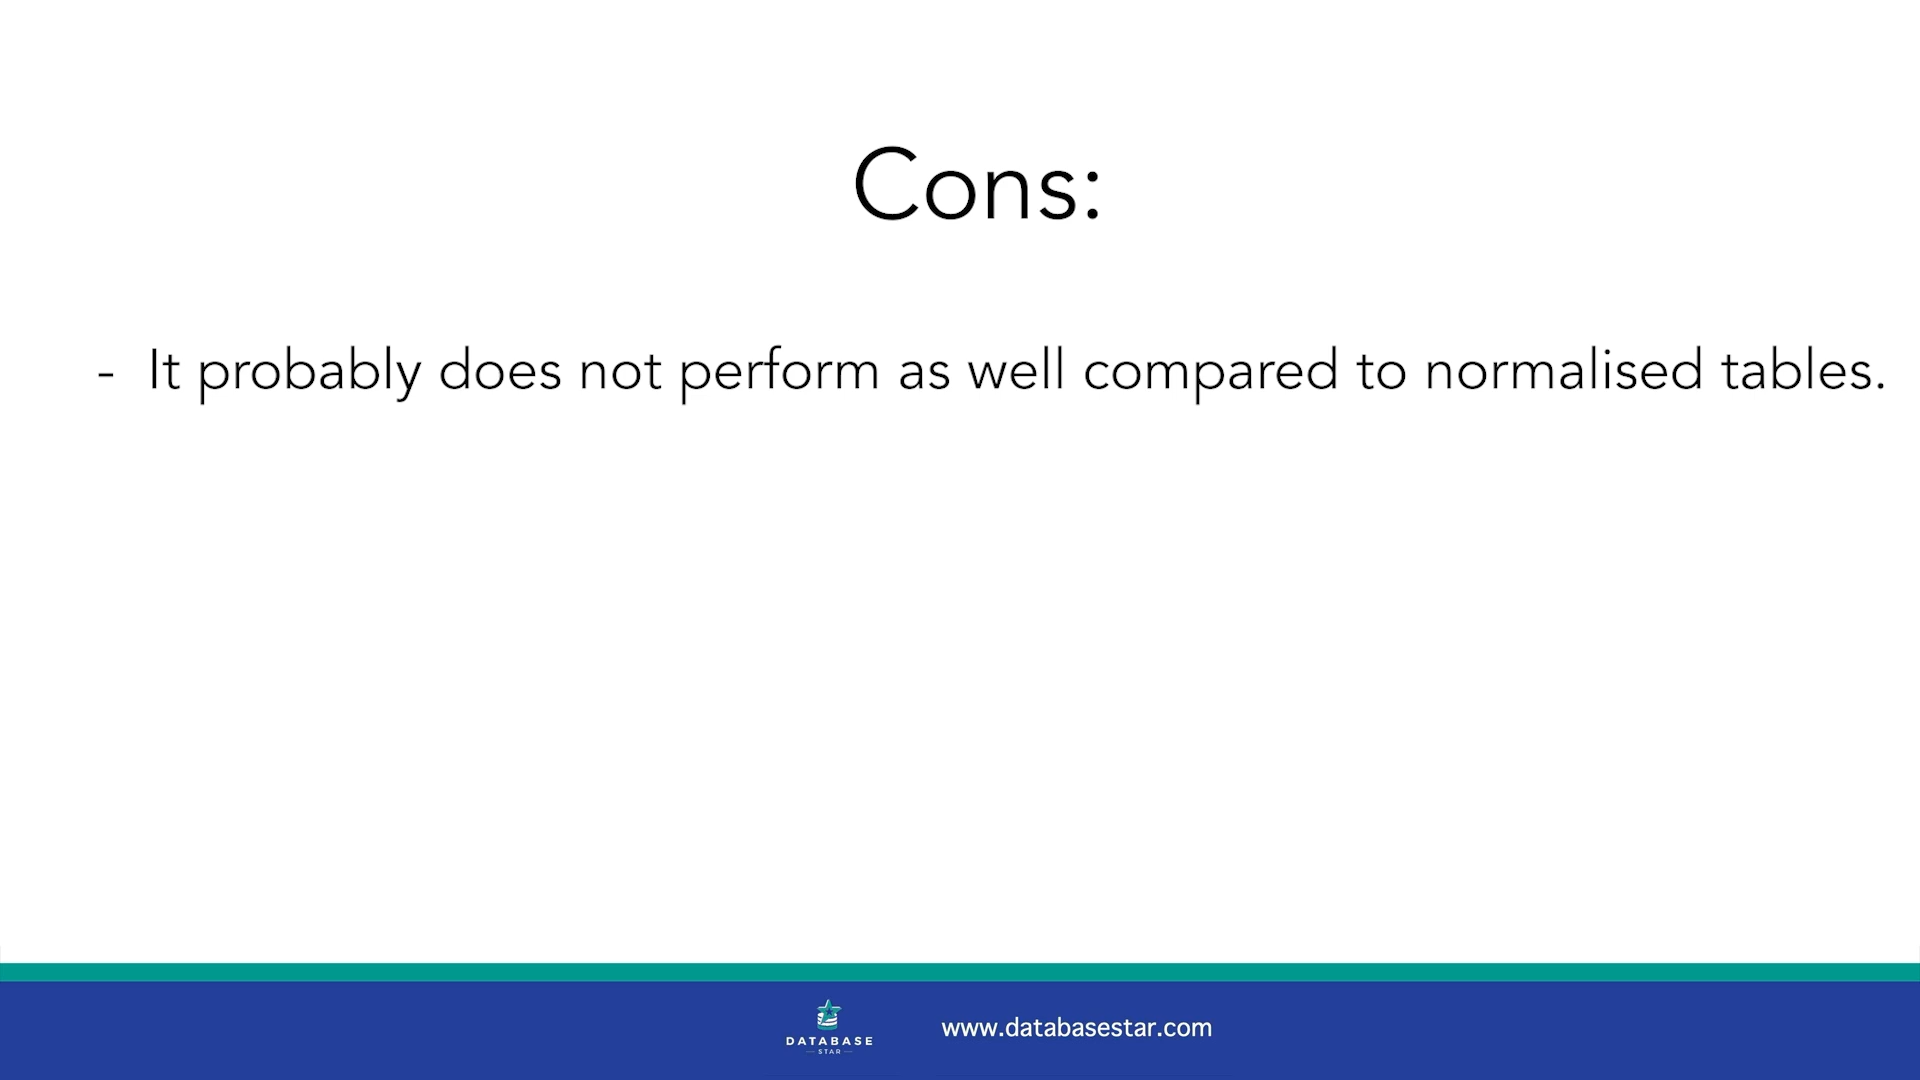 Cons:
- It probably does not perform as well compared to normalised tables.
DATABASE
STAR
www.databasestar.com